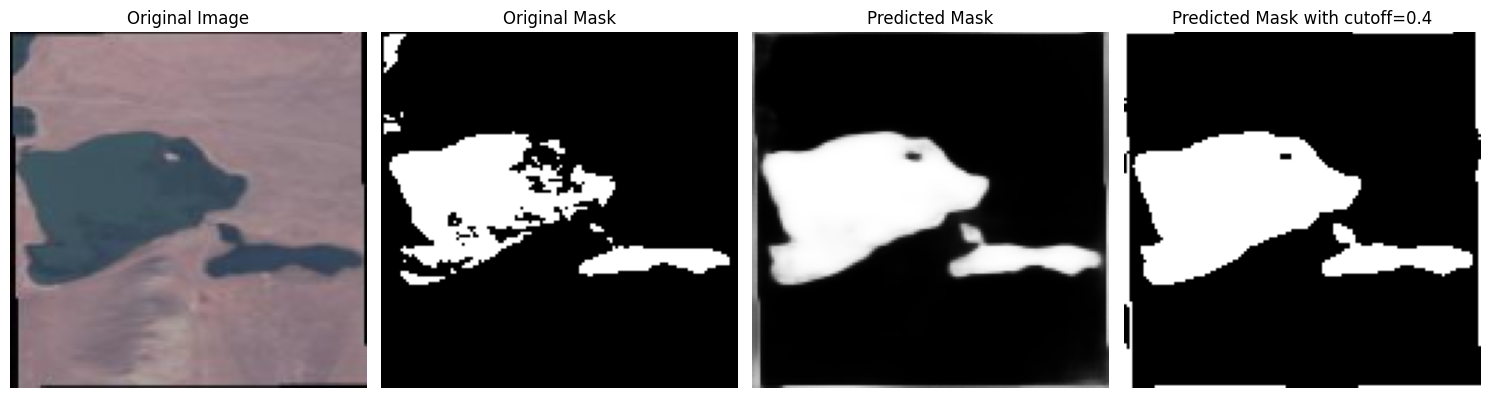 Original Image
Original Mask
Predicted Mask
Predicted Mask with cutoff=0.4